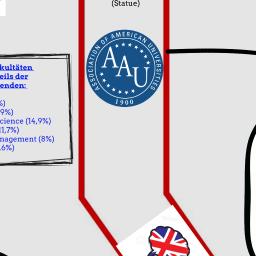 (Statue)
kultäten
eils der
enden:
%)
9%)
cience (14,9%)
11,7%)
nagement (8%)
,6%)
ASSOCIATION OF AMERICAN UNIVERSITIES
AAU
1900